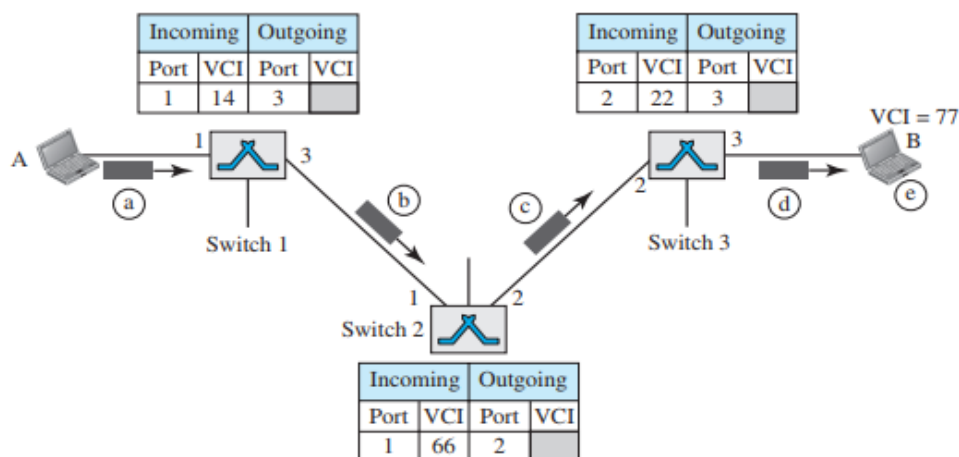 Incoming Outgoing
Port VCI Port VCI
1 14 3
Incoming Outgoing
Port VCI Port VCI
2 22 3
VCI = 77
A
1
3
3
B
a
b
c
2
d
e
Switch 1
Switch 3
1
2
Switch 2
Incoming Outgoing
Port VCI Port VCI
1 66 2